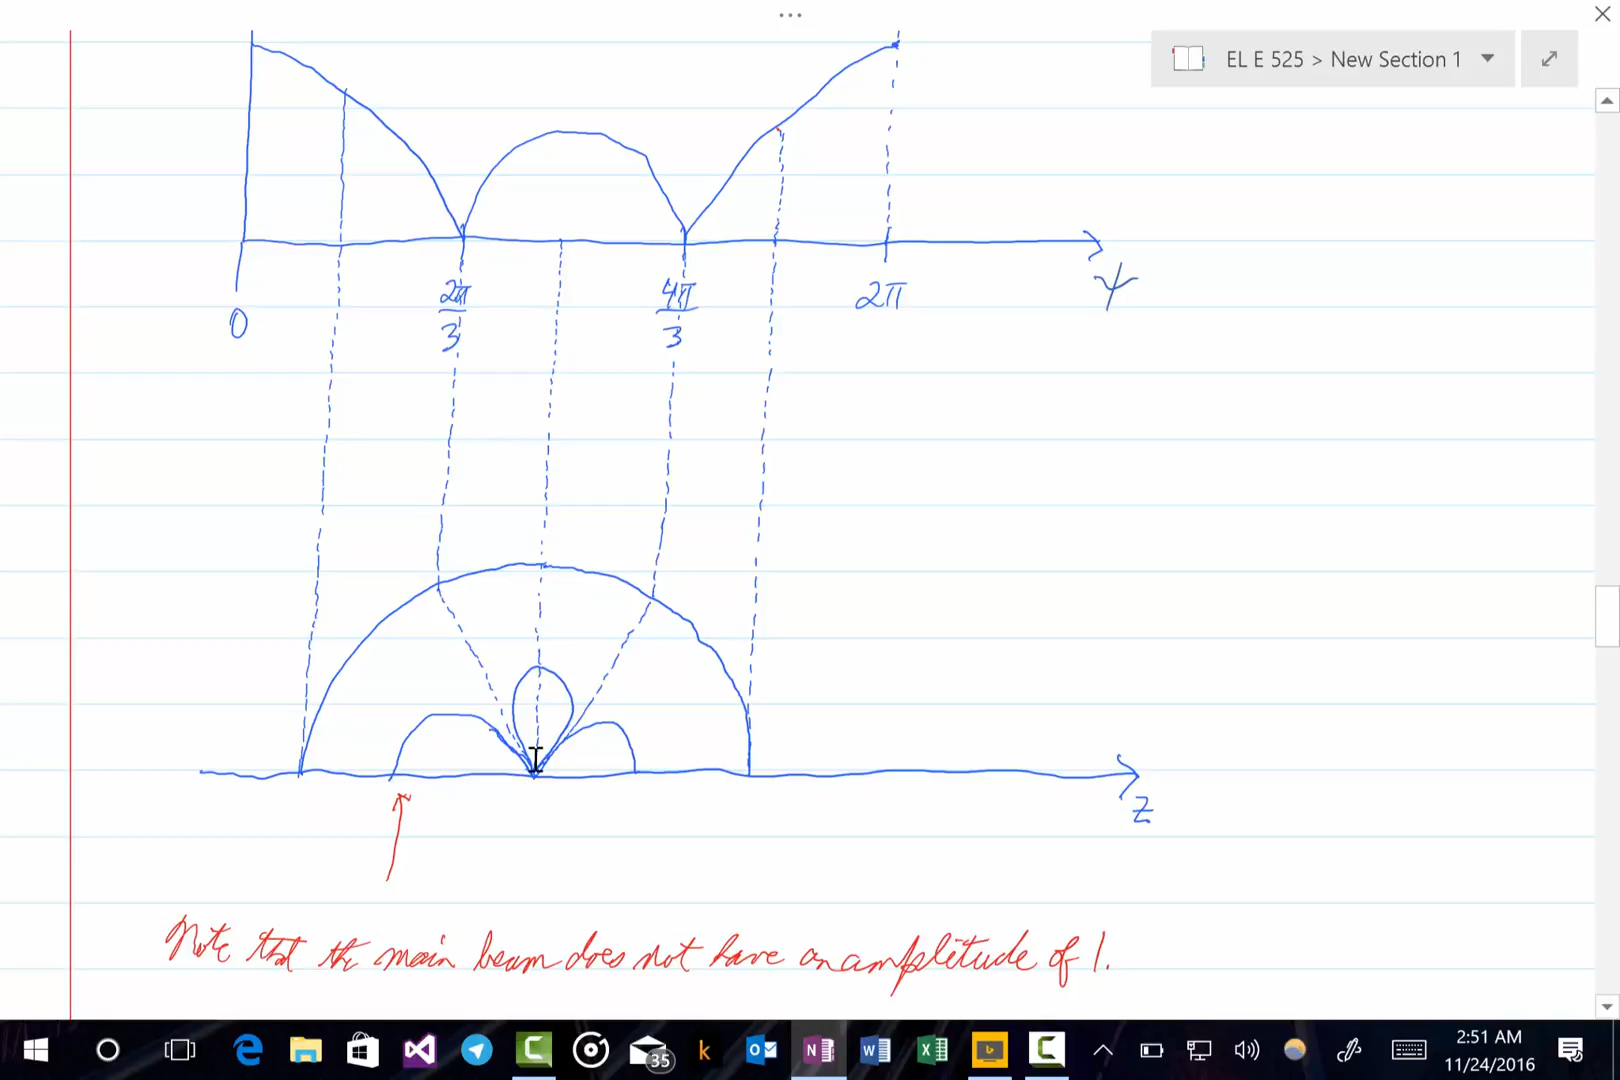 EL E 525 > New Section 1
0
2π
3
4π
3
2π
ψ
z
Note that the main beam does not have an amplitude of 1.
35
2:51 AM
11/24/2016